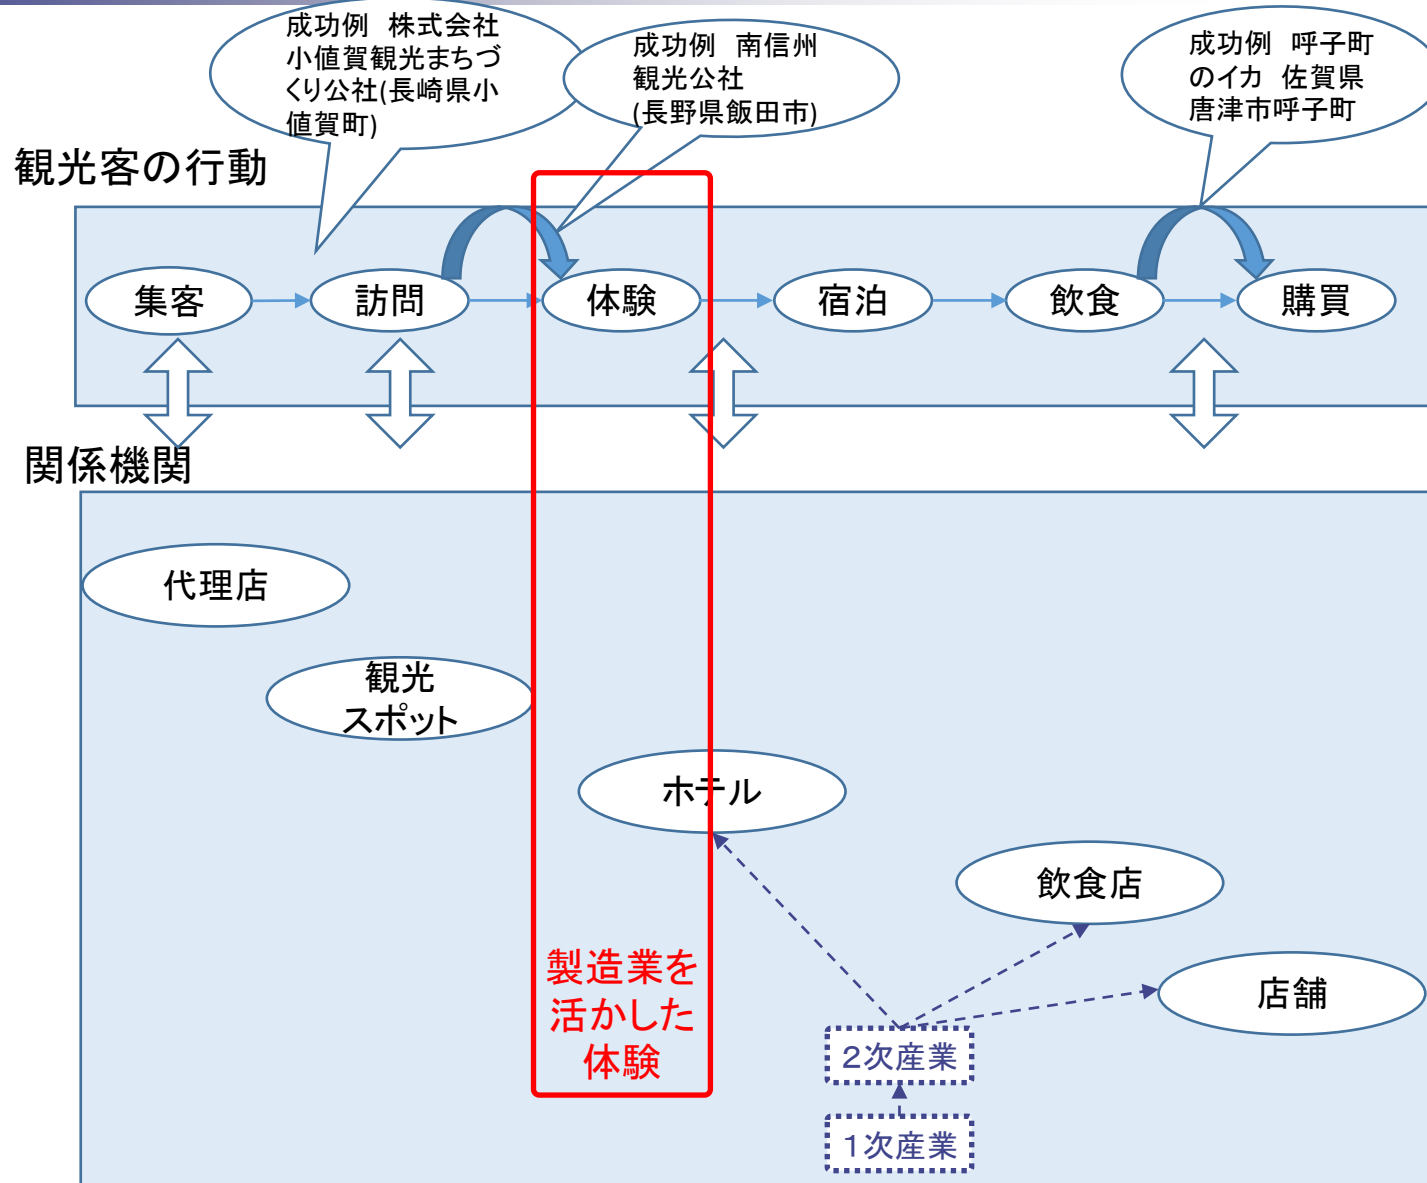 成功例 株式会社
小値賀観光まちづ
くり公社(長崎県小
値賀町)
成功例 南信州
観光公社
(長野県飯田市)
成功例 呼子町
のイカ 佐賀県
唐津市呼子町
観光客の行動
集客
訪問
体験
宿泊
飲食
購買
関係機関
代理店
観光
スポット
ホテル
飲食店
店舗
製造業を
活かした
体験
２次産業
１次産業